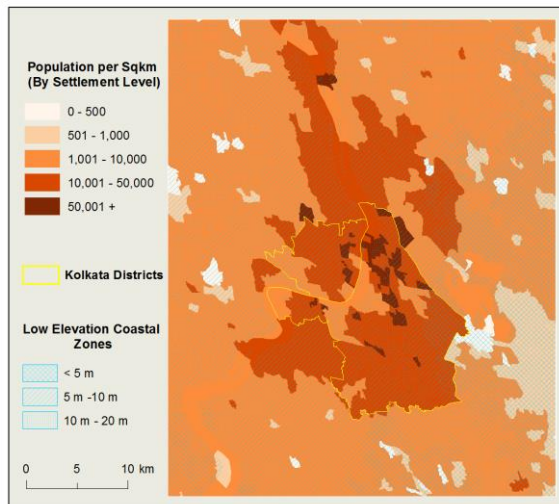 Population per Sqkm
(By Settlement Level)
0 - 500
501 - 1,000
1,001 - 10,000
10,001 - 50,000
50,001 +
Kolkata Districts
Low Elevation Coastal
Zones
< 5 m
5 m -10 m
10 m - 20 m
0 5 10 km